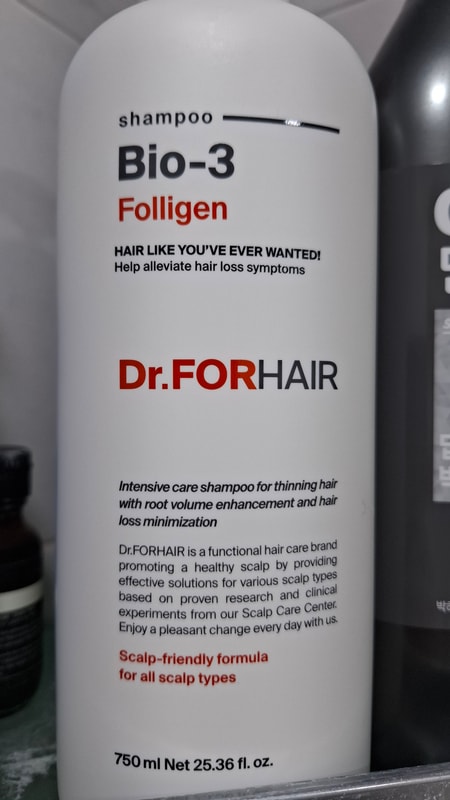 shampoo
Bio-3
Folligen
HAIR LIKE YOU'VE EVER WANTED!
Help alleviate hair loss symptoms
Dr.FORHAIR
Intensive care shampoo for thinning hair
with root volume enhancement and hair
loss minimization
Dr.FORHAIR is a functional hair care brand
promoting a healthy scalp by providing
effective solutions for various scalp types
based on proven research and clinical
experiments from our Scalp Care Center.
Enjoy a pleasant change every day with us.
Scalp-friendly formula
for all scalp types
750 ml Net 25.36 fl. oz.